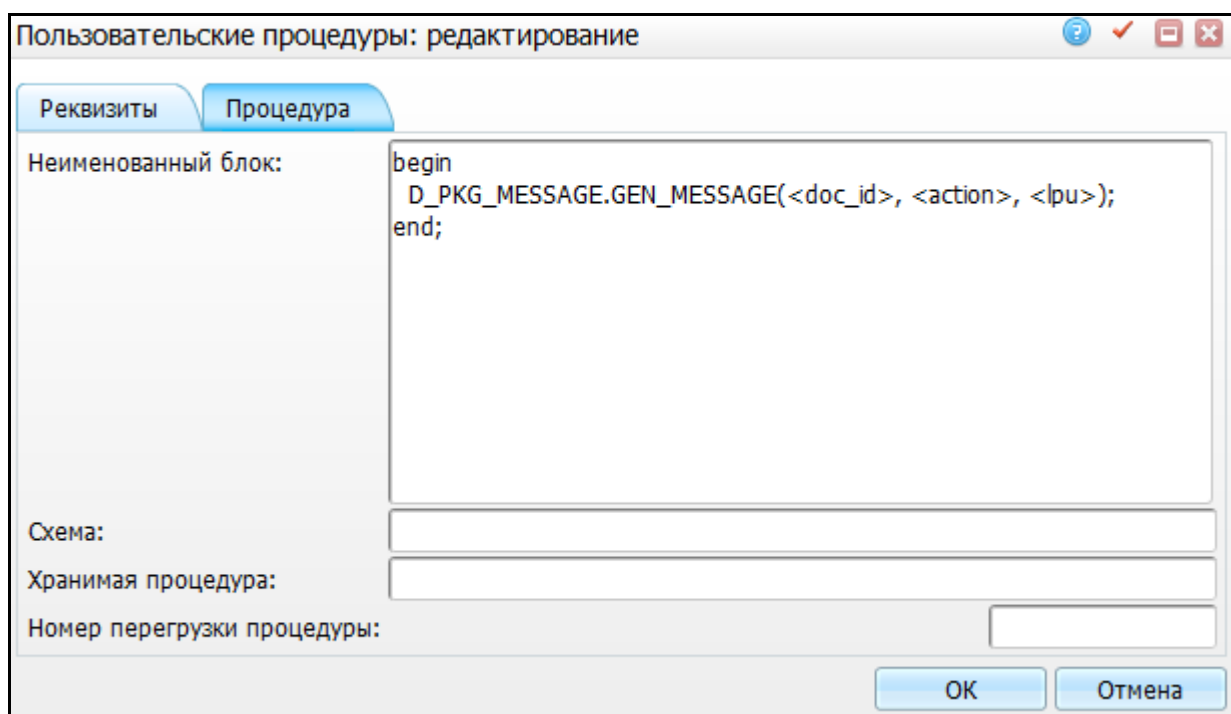 Пользовательские процедуры: редактирование
Реквизиты Процедура
Неименованный блок:
begin
D_PKG_MESSAGE.GEN_MESSAGE(<doc_id>, <action>, <lpu>);
end;
Схема:
Хранимая процедура:
Номер перегрузки процедуры:
ОК Отмена